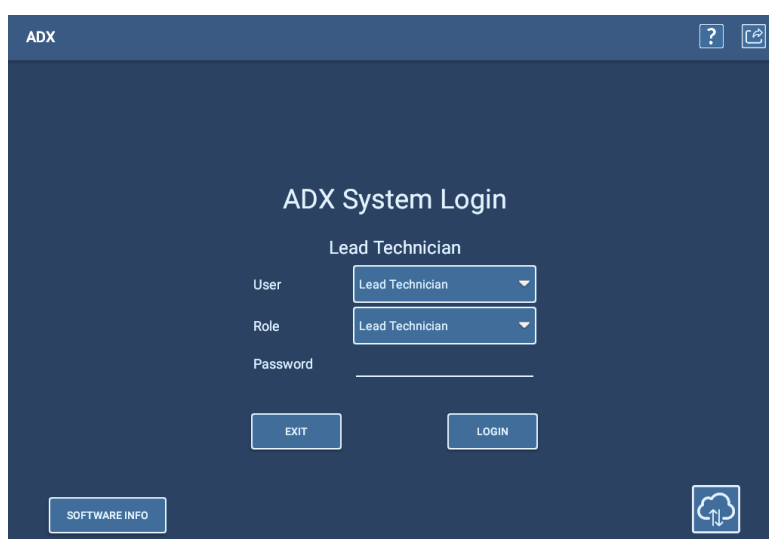 ADX
?
ADX System Login
Lead Technician
User Lead Technician
Role Lead Technician
Password
EXIT LOGIN
SOFTWARE INFO